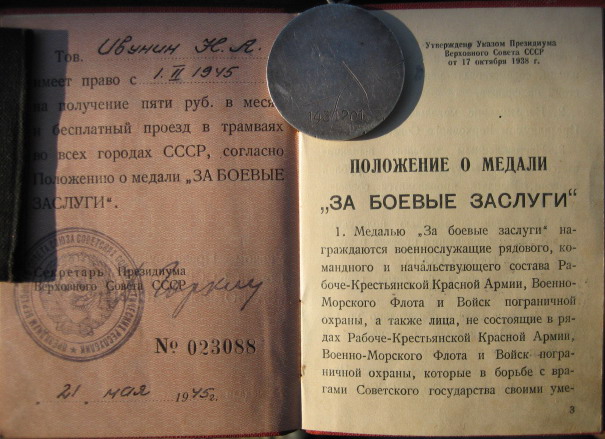 Тов. Ивунин Н. А.
имеет право с 1.II 1945
на получение пяти руб. в месяц
и бесплатный проезд в трамваях
во всех городах СССР, согласно
Положению о медали „ЗА БОЕВЫЕ
ЗАСЛУГИ“.
Секретарь Президиума
Верховного Совета СССР
№ 023088
21 мая 1945г.
Утвержден Указом Президиума
Верховного Совета СССР
от 17 октября 1938 г.
ПОЛОЖЕНИЕ О МЕДАЛИ
„ЗА БОЕВЫЕ ЗАСЛУГИ“
1. Медалью „За боевые заслуги“ на-
граждаются военнослужащие рядового, ко-
мандного и начальствующего состава Ра-
боче-Крестьянской Красной Армии, Военно-
Морского Флота и Войск пограничной
охраны, а также лица, не состоящие в ря-
дах Рабоче-Крестьянской Красной Армии,
Военно-Морского Флота и Войск погра-
ничной охраны, которые в борьбе с вра-
гами Советского государства своими уме-
3